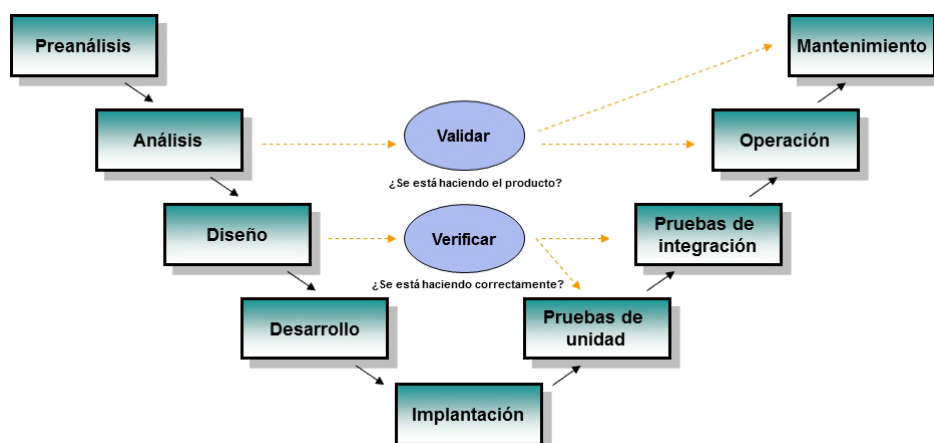 Preanálisis
Mantenimiento
Análisis
Validar
Operación
¿Se está haciendo el producto?
Diseño
Verificar
Pruebas de
integración
¿Se está haciendo correctamente?
Desarrollo
Pruebas de
unidad
Implantación